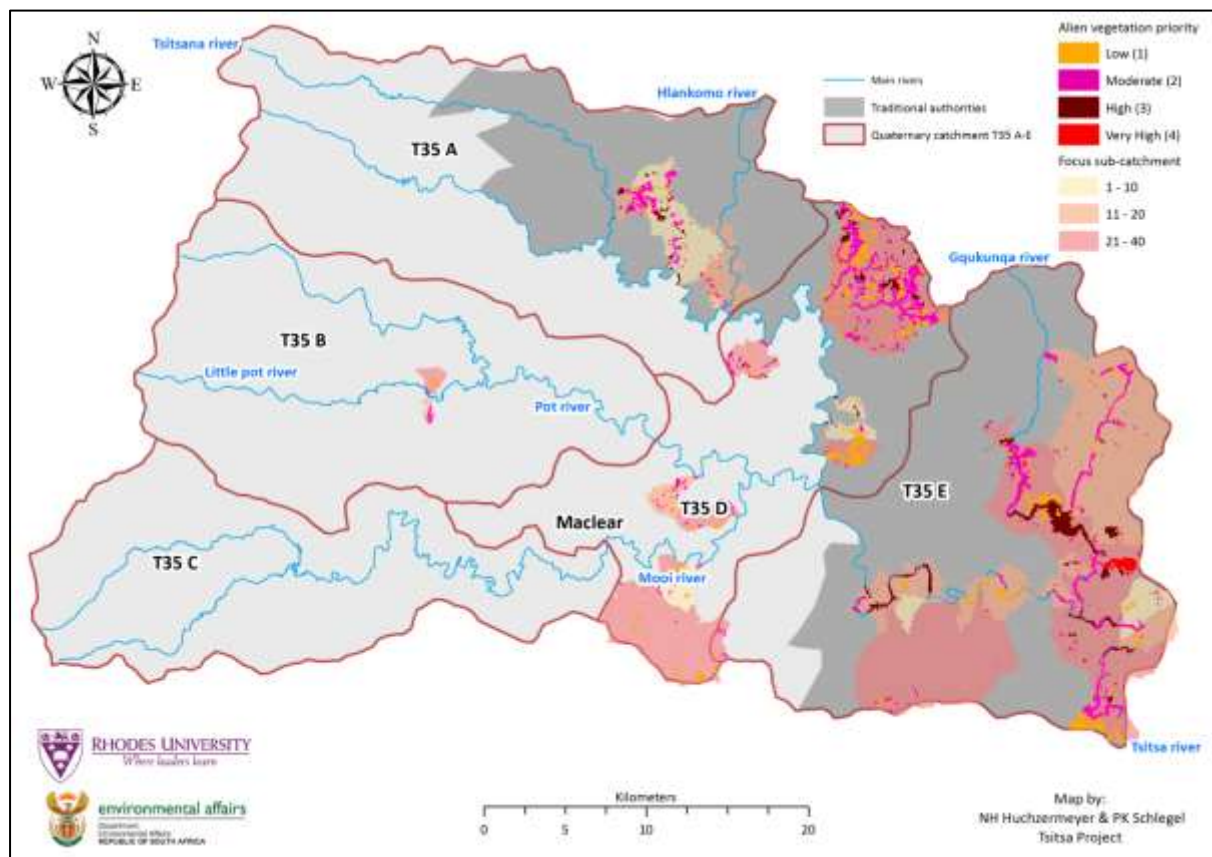 N
W
E
S
Tsitsana river
Hlankomo river
Gqukunqa river
T35 A
T35 B
Little pot river
Pot river
T35 D
T35 E
Maclear
T35 C
Mooi river
Tsitsa river
Main rivers
Traditional authorities
Quaternary catchment T35 A-E
Alien vegetation priority
Low (1)
Moderate (2)
High (3)
Very High (4)
Focus sub-catchment
1 - 10
11 - 20
21 - 40
RHODES UNIVERSITY
Where leaders learn
environmental affairs
Department:
Environmental Affairs
REPUBLIC OF SOUTH AFRICA
Kilometers
0 5 10 20
Map by:
NH Huchzermeyer & PK Schlegel
Tsitsa Project